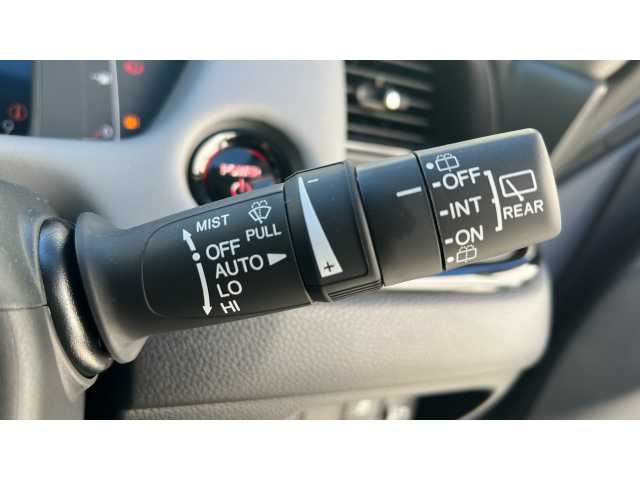 MIST
OFF
PULL
AUTO
LO
HI
-
+
OFF
INT
ON
REAR